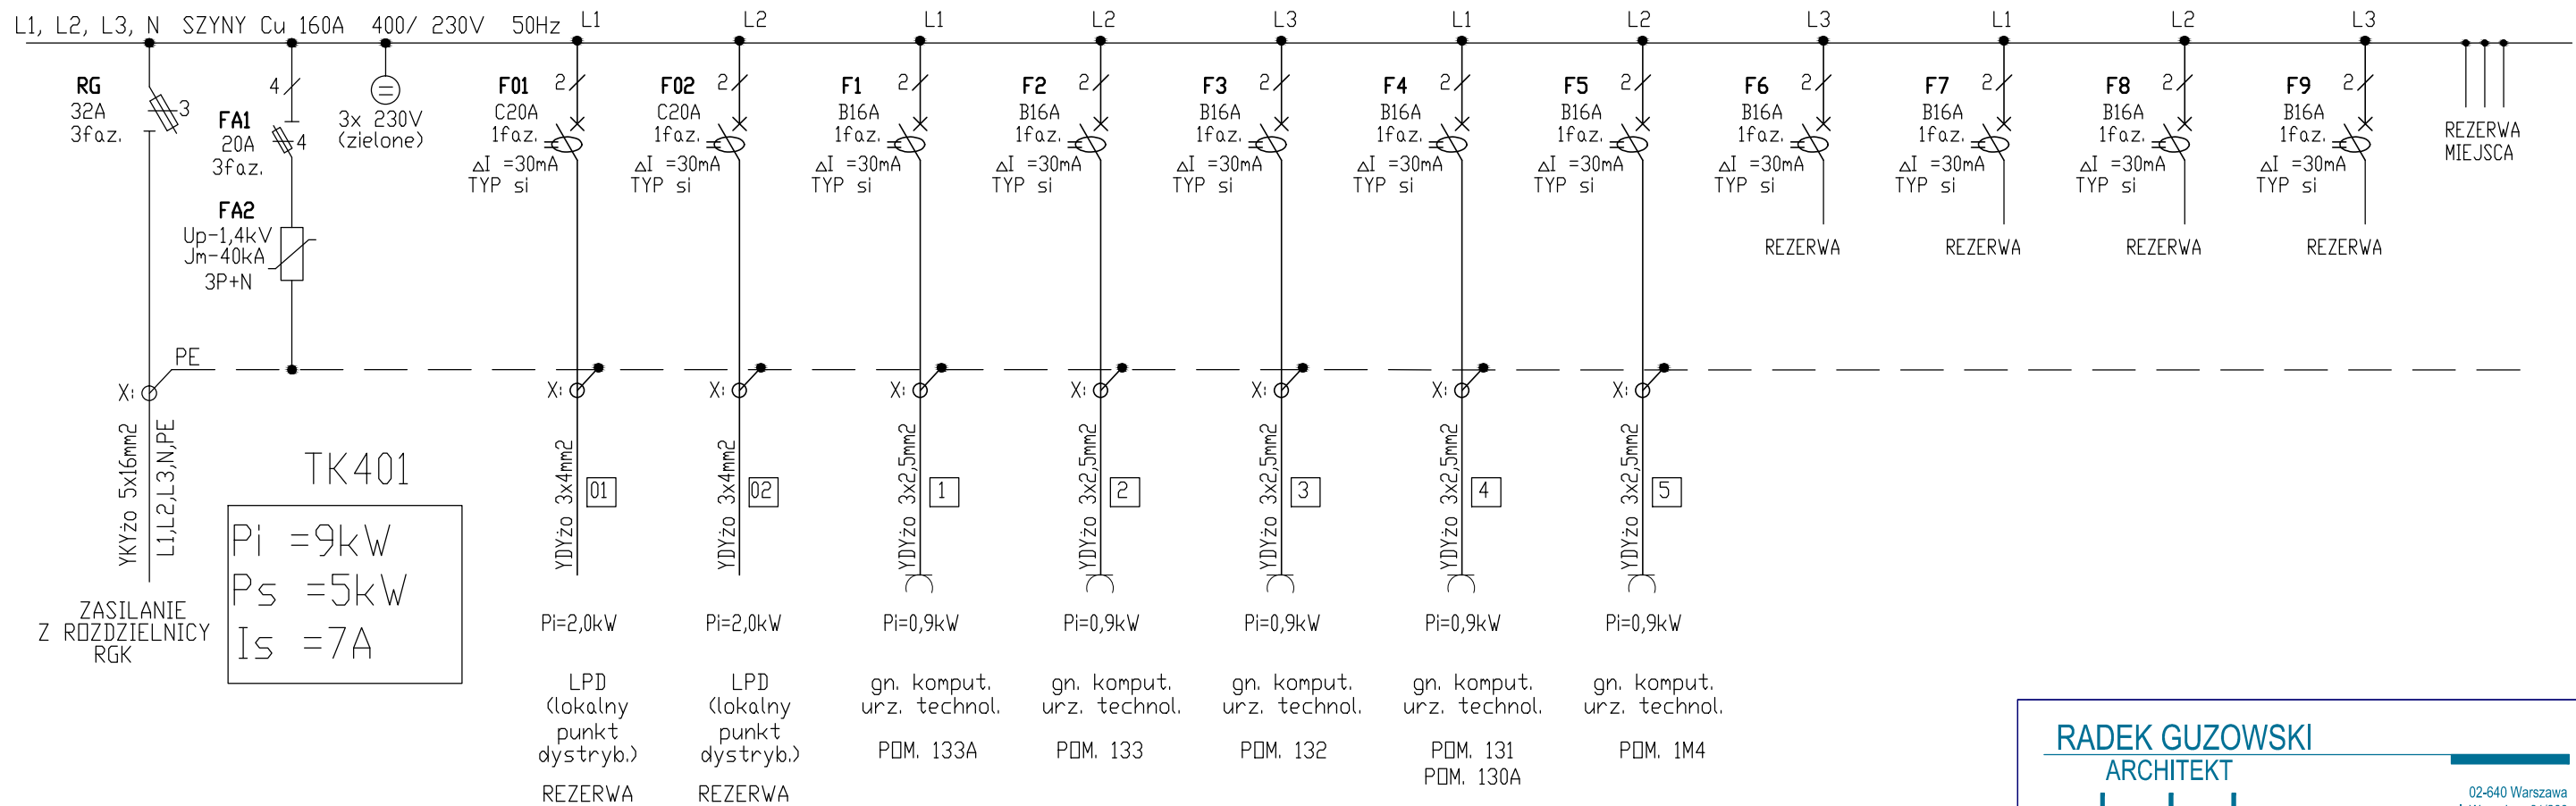 L1, L2, L3, N SZYNY Cu 160A 400/ 230V 50Hz
L1
L2
L1
L2
L3
L1
L2
L3
L1
L2
L3
RG
32A
3faz.
3
4
FA1
20A
3faz.
4
FA2
Up-1,4kV
Jm-40kA
3P+N
3x 230V
(zielone)
F01
C20A
1faz.
ΔI =30mA
TYP si
2
F02
C20A
1faz.
ΔI =30mA
TYP si
2
F1
B16A
1faz.
ΔI =30mA
TYP si
2
F2
B16A
1faz.
ΔI =30mA
TYP si
2
F3
B16A
1faz.
ΔI =30mA
TYP si
2
F4
B16A
1faz.
ΔI =30mA
TYP si
2
F5
B16A
1faz.
ΔI =30mA
TYP si
2
F6
B16A
1faz.
ΔI =30mA
TYP si
2
REZERWA
F7
B16A
1faz.
ΔI =30mA
TYP si
2
REZERWA
F8
B16A
1faz.
ΔI =30mA
TYP si
2
REZERWA
F9
B16A
1faz.
ΔI =30mA
TYP si
2
REZERWA
REZERWA
MIEJSCA
PE
X:
X:
X:
X:
X:
X:
X:
X:
YKYżo 5x16mm2
L1,L2,L3,N,PE
ZASILANIE
Z ROZDZIELNICY
RGK
TK401
Pi =9kW
Ps =5kW
Is =7A
YDYżo 3x4mm2
01
Pi=2,0kW
LPD
(lokalny
punkt
dystryb.)
REZERWA
YDYżo 3x4mm2
02
Pi=2,0kW
LPD
(lokalny
punkt
dystryb.)
REZERWA
YDYżo 3x2,5mm2
1
Pi=0,9kW
gn. komput.
urz. technol.
POM. 133A
YDYżo 3x2,5mm2
2
Pi=0,9kW
gn. komput.
urz. technol.
POM. 133
YDYżo 3x2,5mm2
3
Pi=0,9kW
gn. komput.
urz. technol.
POM. 132
YDYżo 3x2,5mm2
4
Pi=0,9kW
gn. komput.
urz. technol.
POM. 131
POM. 130A
YDYżo 3x2,5mm2
5
Pi=0,9kW
gn. komput.
urz. technol.
POM. 1M4
RADEK GUZOWSKI
ARCHITEKT
02-640 Warszawa